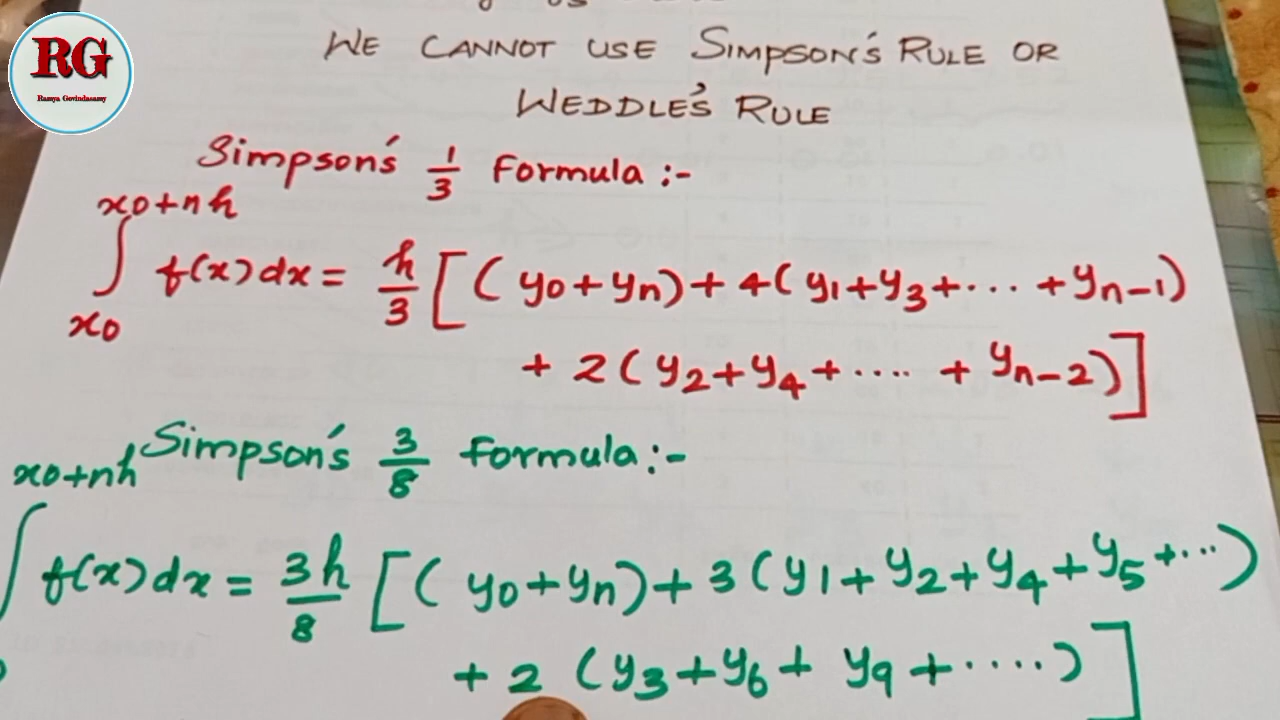 RG
Ramya Govindasamy
WE CANNOT USE SIMPSON'S RULE OR
WEDDLE'S RULE
Simpson's 1/3 Formula :-
∫_{x0}^{x0+nh} f(x)dx = h/3 [(y0+yn)+4(y1+y3+...+yn-1)
+ 2(y2+y4+.... + yn-2)]
Simpson's 3/8 Formula:-
∫^{x0+nh} f(x)dx = 3h/8 [(y0+yn)+3(y1+y2+y4+y5+...)
+ 2 (y3+y6+ y9+....)]